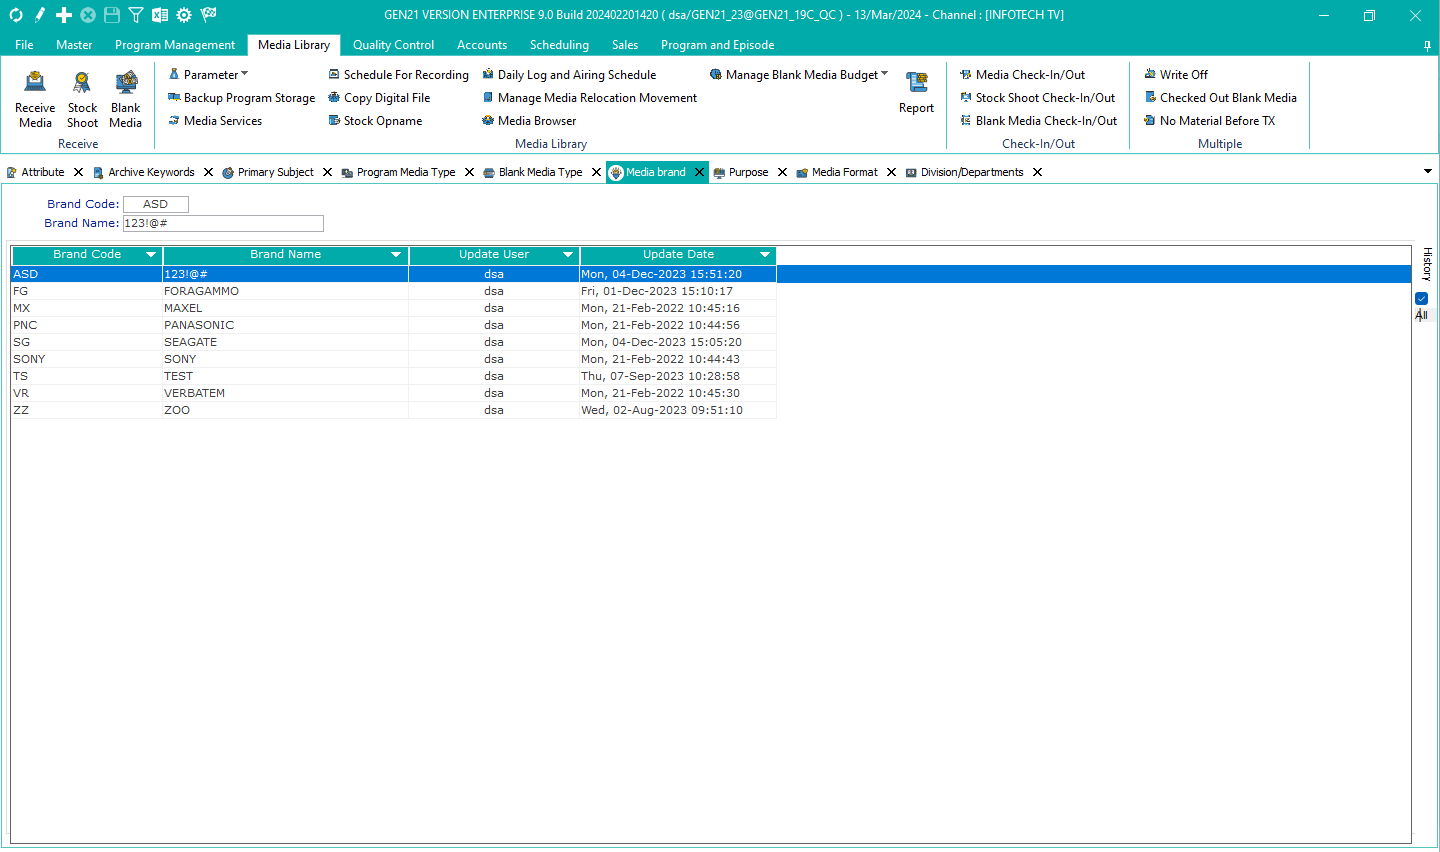 GEN21 VERSION ENTERPRISE 9.0 Build 202402201420 ( dsa/GEN21_23@GEN21_19C_QC ) - 13/Mar/2024 - Channel : [INFOTECH TV]
File Master Program Management Media Library Quality Control Accounts Scheduling Sales Program and Episode
Receive Media
Stock Shoot
Blank Media
Receive
Parameter
Backup Program Storage
Media Services
Schedule For Recording
Copy Digital File
Stock Opname
Daily Log and Airing Schedule
Manage Media Relocation Movement
Media Browser
Manage Blank Media Budget
Report
Media Library
Media Check-In/Out
Stock Shoot Check-In/Out
Blank Media Check-In/Out
Check-In/Out
Write Off
Checked Out Blank Media
No Material Before TX
Multiple
Attribute Archive Keywords Primary Subject Program Media Type Blank Media Type Media brand Purpose Media Format Division/Departments
Brand Code: ASD
Brand Name: 123!@#
Brand Code Brand Name Update User Update Date
ASD 123!@# dsa Mon, 04-Dec-2023 15:51:20
FG FORAGAMMO dsa Fri, 01-Dec-2023 15:10:17
MX MAXEL dsa Mon, 21-Feb-2022 10:45:16
PNC PANASONIC dsa Mon, 21-Feb-2022 10:44:56
SG SEAGATE dsa Mon, 04-Dec-2023 15:05:20
SONY SONY dsa Mon, 21-Feb-2022 10:44:43
TS TEST dsa Thu, 07-Sep-2023 10:28:58
VR VERBATEM dsa Mon, 21-Feb-2022 10:45:30
ZZ ZOO dsa Wed, 02-Aug-2023 09:51:10
History
All